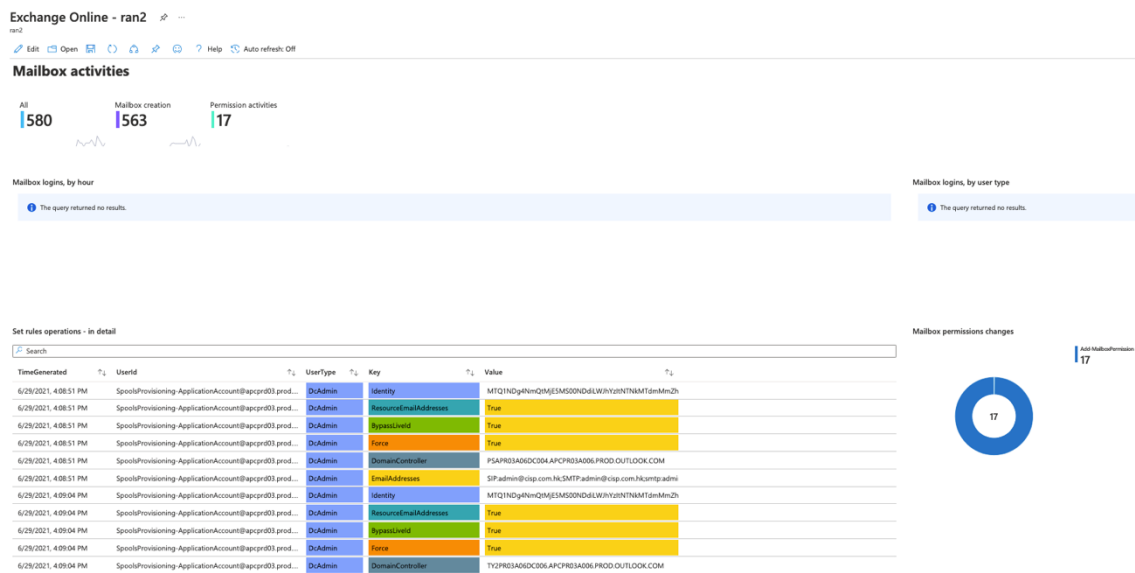 Exchange Online - ran2 ...
ran2
Edit Open Help Auto refresh: Off
Mailbox activities
All Mailbox creation Permission activities
580 563 17
Mailbox logins, by hour Mailbox logins, by user type
The query returned no results. The query returned no results.
Set rules operations - in detail Mailbox permissions changes
Search
Add-MailboxPermission
17
17
TimeGenerated UserId UserType Key Value
6/29/2021, 4:08:51 PM SpoolsProvisioning-ApplicationAccount@apcprd03.prod... DcAdmin Identity
6/29/2021, 4:08:51 PM SpoolsProvisioning-ApplicationAccount@apcprd03.prod... DcAdmin ResourceEmailAddresses True
6/29/2021, 4:08:51 PM SpoolsProvisioning-ApplicationAccount@apcprd03.prod... DcAdmin BypassLiveId True
6/29/2021, 4:08:51 PM SpoolsProvisioning-ApplicationAccount@apcprd03.prod... DcAdmin Force True
6/29/2021, 4:08:51 PM SpoolsProvisioning-ApplicationAccount@apcprd03.prod... DcAdmin DomainController PSAPR03A06DC004.APCPR03A006.PROD.OUTLOOK.COM
6/29/2021, 4:08:51 PM SpoolsProvisioning-ApplicationAccount@apcprd03.prod... DcAdmin EmailAddresses SIP:admin@cisp.com.hk;SMTP:admin@cisp.com.hk;smtp:admi
6/29/2021, 4:09:04 PM SpoolsProvisioning-ApplicationAccount@apcprd03.prod... DcAdmin Identity
6/29/2021, 4:09:04 PM SpoolsProvisioning-ApplicationAccount@apcprd03.prod... DcAdmin ResourceEmailAddresses True
6/29/2021, 4:09:04 PM SpoolsProvisioning-ApplicationAccount@apcprd03.prod... DcAdmin BypassLiveId True
6/29/2021, 4:09:04 PM SpoolsProvisioning-ApplicationAccount@apcprd03.prod... DcAdmin Force True
6/29/2021, 4:09:04 PM SpoolsProvisioning-ApplicationAccount@apcprd03.prod... DcAdmin DomainController TY2PR03A06DC006.APCPR03A006.PROD.OUTLOOK.COM